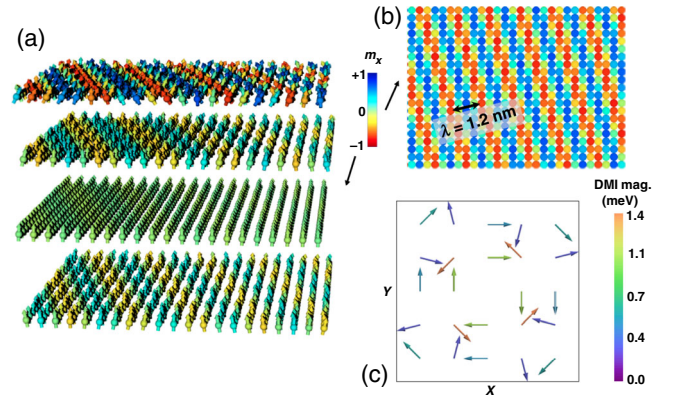 (a)
m_x
+1
0
−1
(b)
λ = 1.2 nm
DMI mag.
(meV)
1.4
1.1
0.7
0.4
0.0
Y
(c)
X